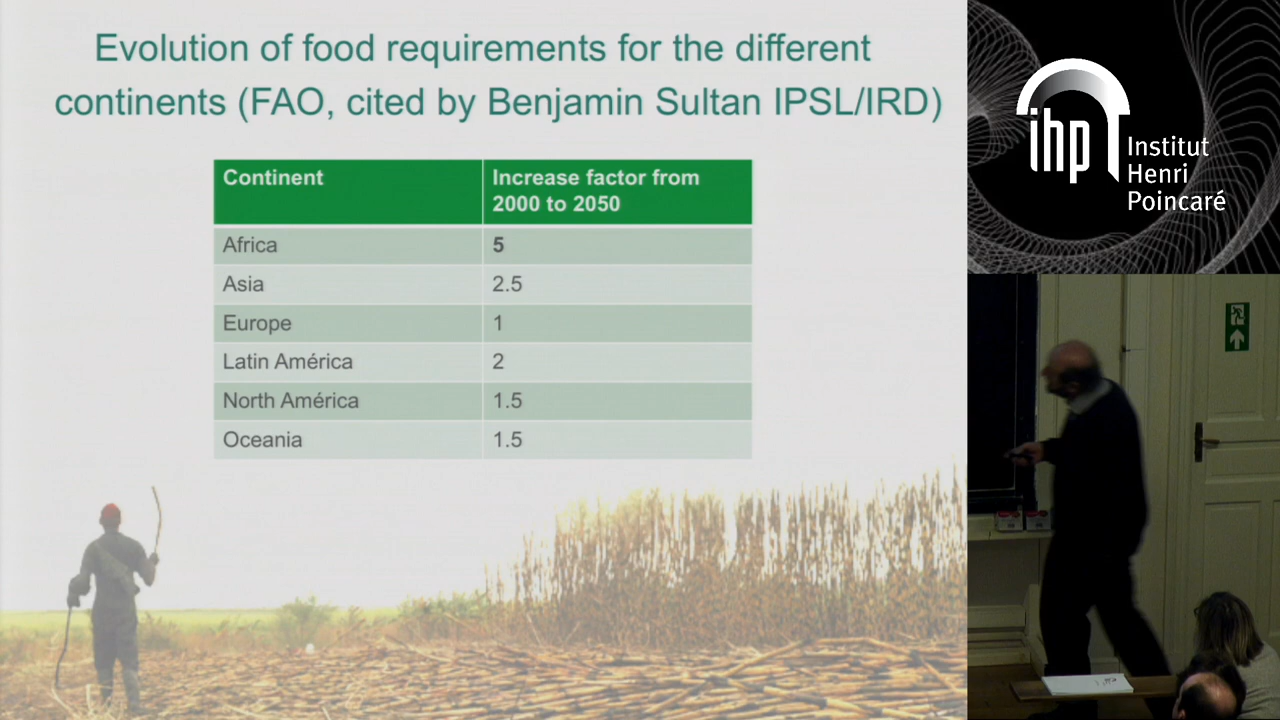 Evolution of food requirements for the different
continents (FAO, cited by Benjamin Sultan IPSL/IRD)
Continent
Increase factor from
2000 to 2050
Africa
5
Asia
2.5
Europe
1
Latin América
2
North América
1.5
Oceania
1.5
ihp
Institut
Henri
Poincaré